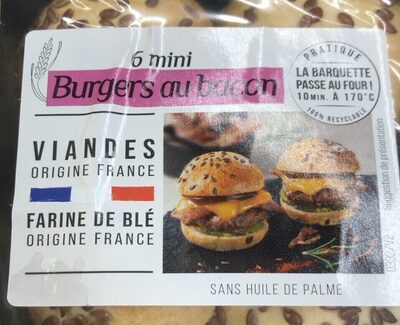 6 mini
Burgers au bacon
PRATIQUE
LA BARQUETTE
PASSE AU FOUR !
10MIN. À 170°C
100% RECYCLABLE
VIANDES
ORIGINE FRANCE
FARINE DE BLÉ
ORIGINE FRANCE
SANS HUILE DE PALME
Suggestion de présentation